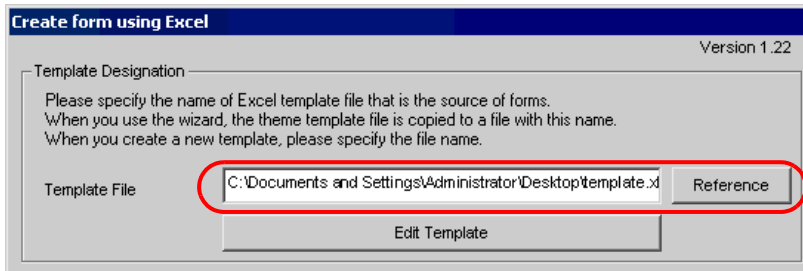 Create form using Excel
Version 1.22
Template Designation
Please specify the name of Excel template file that is the source of forms.
When you use the wizard, the theme template file is copied to a file with this name.
When you create a new template, please specify the file name.
Template File
C:\Documents and Settings\Administrator\Desktop\template.xl
Reference
Edit Template